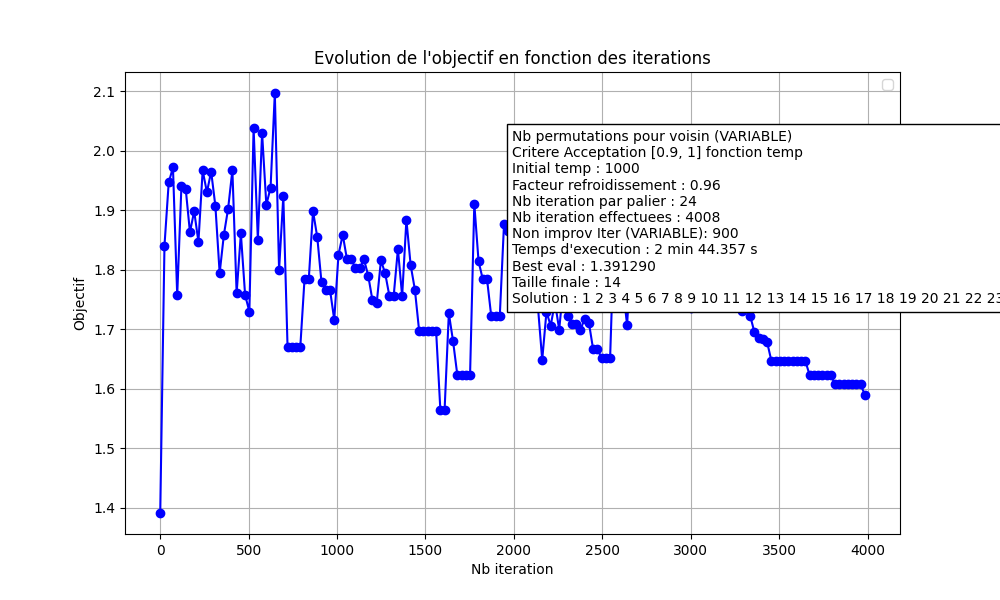 Evolution de l'objectif en fonction des iterations
2.1
2.0
1.9
1.8
1.7
1.6
1.5
1.4
Objectif
Nb permutations pour voisin (VARIABLE)
Critere Acceptation [0.9, 1] fonction temp
Initial temp : 1000
Facteur refroidissement : 0.96
Nb iteration par palier : 24
Nb iteration effectuees : 4008
Non improv Iter (VARIABLE): 900
Temps d'execution : 2 min 44.357 s
Best eval : 1.391290
Taille finale : 14
Solution : 1 2 3 4 5 6 7 8 9 10 11 12 13 14 15 16 17 18 19 20 21 22 23
0 500 1000 1500 2000 2500 3000 3500 4000
Nb iteration